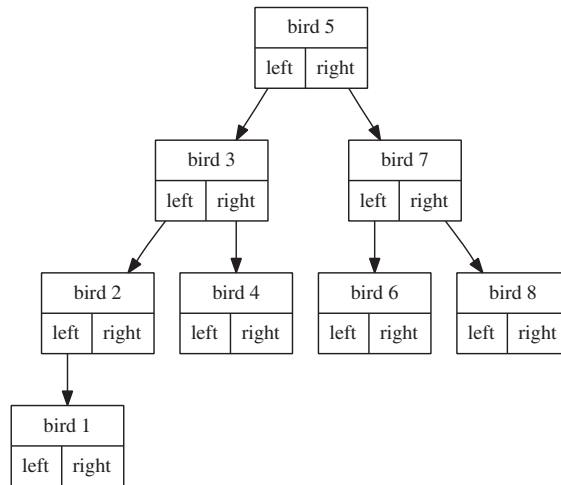 bird 5
left right
bird 3 bird 7
left right left right
bird 2 bird 4 bird 6 bird 8
left right left right left right left right
bird 1
left right